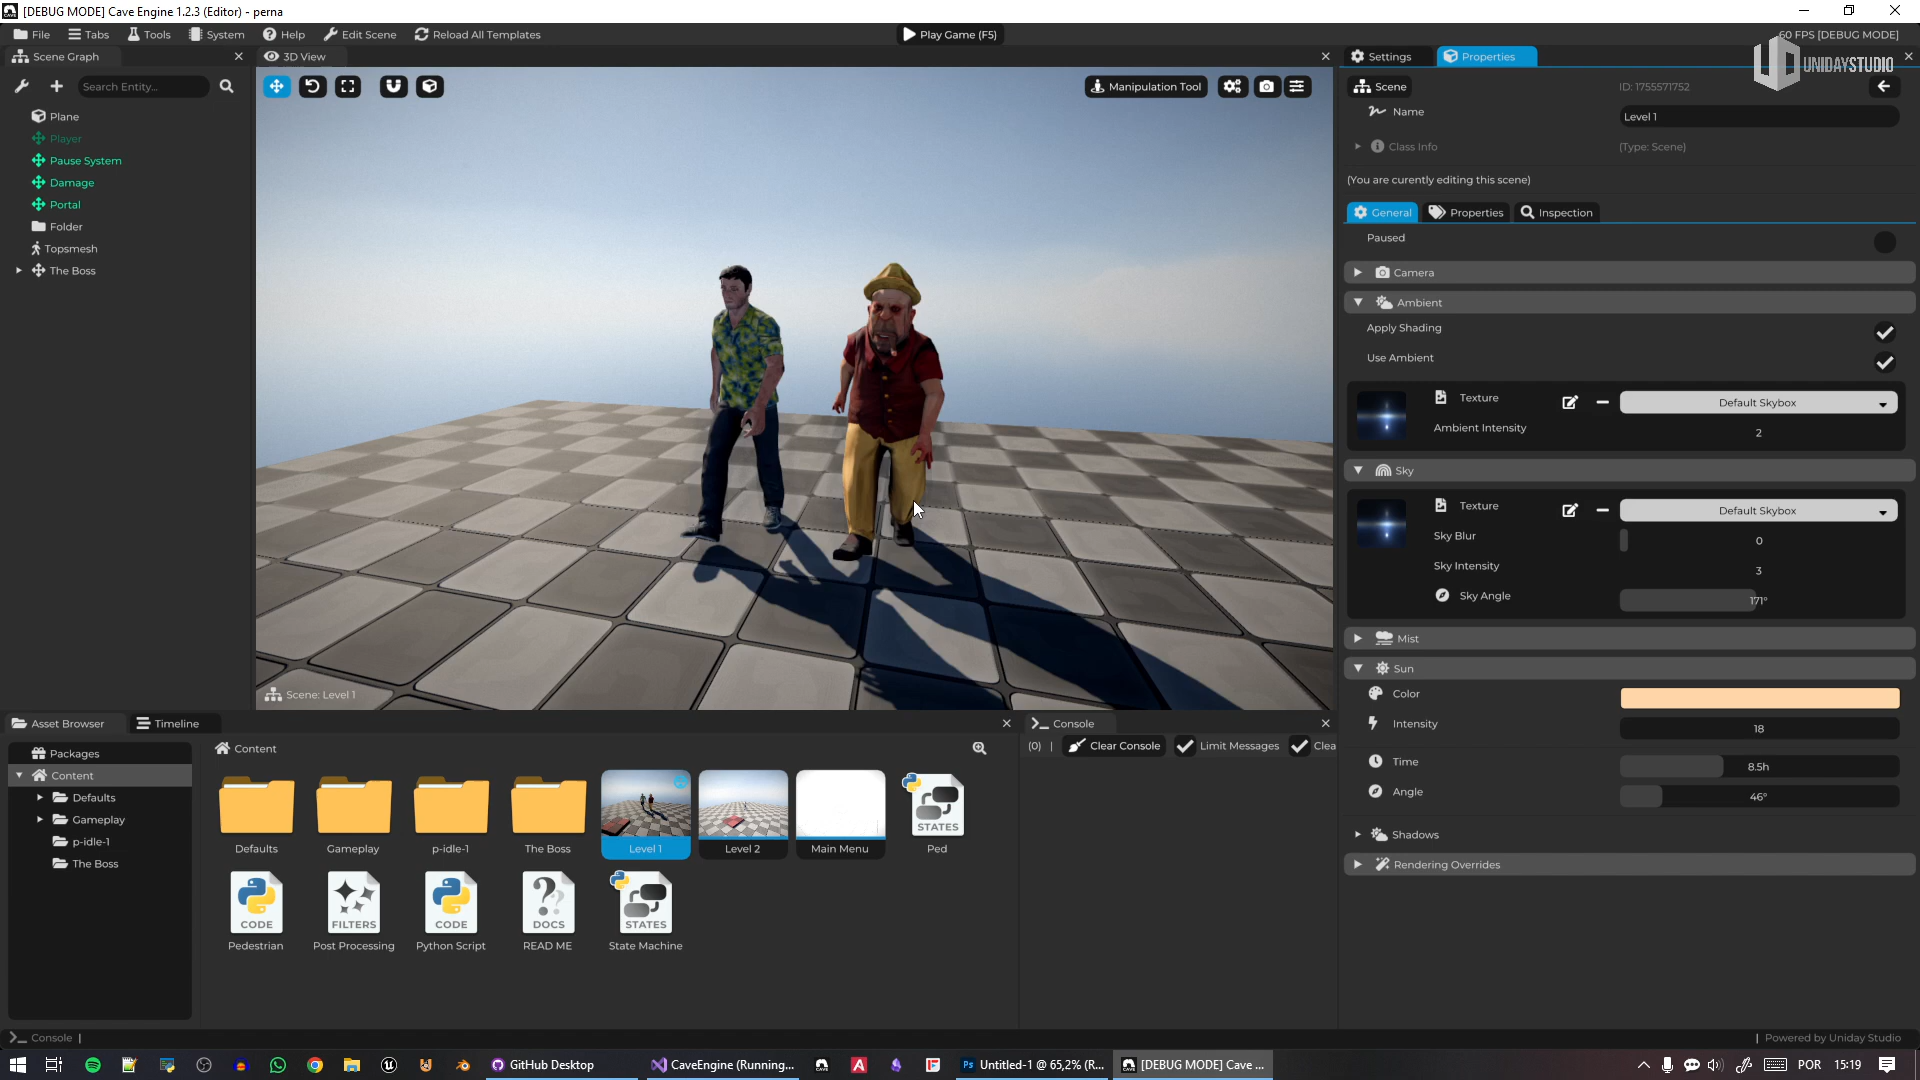 [DEBUG MODE] Cave Engine 1.2.3 (Editor) - perna
File Tabs Tools System Help Edit Scene Reload All Templates Play Game (F5) 60 FPS [DEBUG MODE]
UNIDAYSTUDIO
Scene Graph
3D View
Settings Properties
Search Entity...
Manipulation Tool
Scene ID: 1755571752
Name Level 1
Class Info (Type: Scene)
(You are curently editing this scene)
General Properties Inspection
Plane
Player
Pause System
Damage
Portal
Folder
Topsmesh
The Boss
Scene: Level 1
Paused
Camera
Ambient
Apply Shading
Use Ambient
Texture Default Skybox
Ambient Intensity 2
Sky
Texture Default Skybox
Sky Blur 0
Sky Intensity 3
Sky Angle 171°
Mist
Sun
Color
Intensity 18
Time 8.5h
Angle 46°
Shadows
Rendering Overrides
Asset Browser Timeline
Packages
Content
Defaults
Gameplay
p-idle-1
The Boss
Content
Defaults Gameplay p-idle-1 The Boss Level 1 Level 2 Main Menu
STATES
Ped
CODE
Pedestrian
FILTERS
Post Processing
CODE
Python Script
DOCS
READ ME
STATES
State Machine
Console
(0) | Clear Console Limit Messages Clea
Console |
| Powered by Uniday Studio
GitHub Desktop CaveEngine (Running... Ps Untitled-1 @ 65,2% (R... [DEBUG MODE] Cave ... POR 15:19